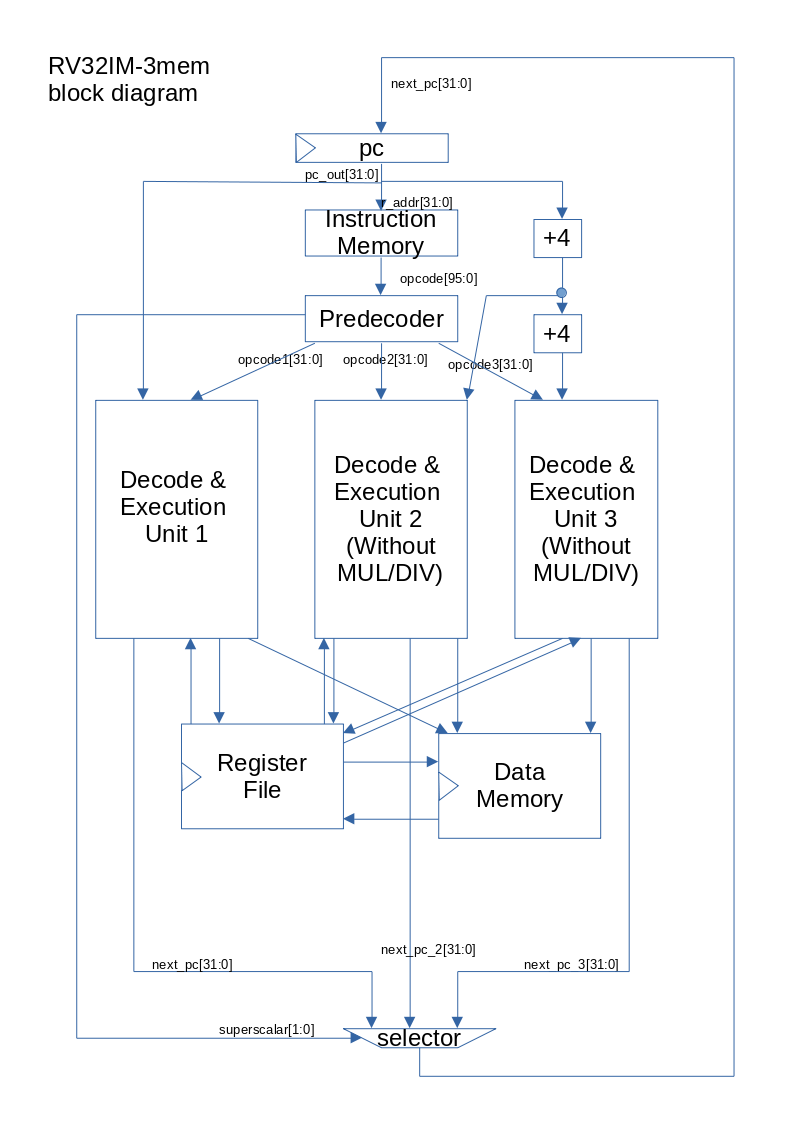 RV32IM-3mem
block diagram
next_pc[31:0]
pc
pc_out[31:0]
r_addr[31:0]
Instruction
Memory
+4
opcode[95:0]
Predecoder
+4
opcode1[31:0]
opcode2[31:0]
opcode3[31:0]
Decode &
Execution
Unit 1
Decode &
Execution
Unit 2
(Without
MUL/DIV)
Decode &
Execution
Unit 3
(Without
MUL/DIV)
Register
File
Data
Memory
next_pc[31:0]
next_pc_2[31:0]
next_pc_3[31:0]
superscalar[1:0]
selector